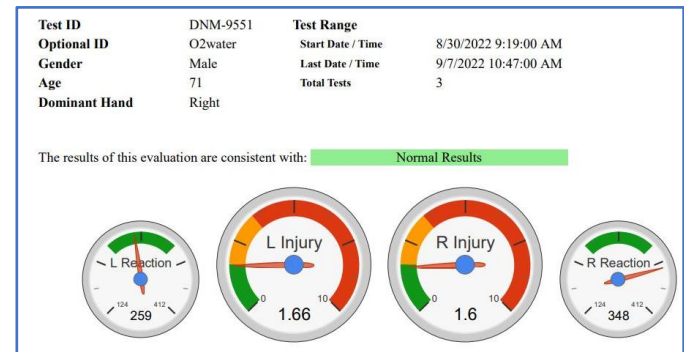 Test ID DNM-9551 Test Range
Optional ID O2water Start Date / Time 8/30/2022 9:19:00 AM
Gender Male Last Date / Time 9/7/2022 10:47:00 AM
Age 71 Total Tests 3
Dominant Hand Right
The results of this evaluation are consistent with: Normal Results
L Reaction
124 412
259
L Injury
0 10
1.66
R Injury
0 10
1.6
R Reaction
124 412
348